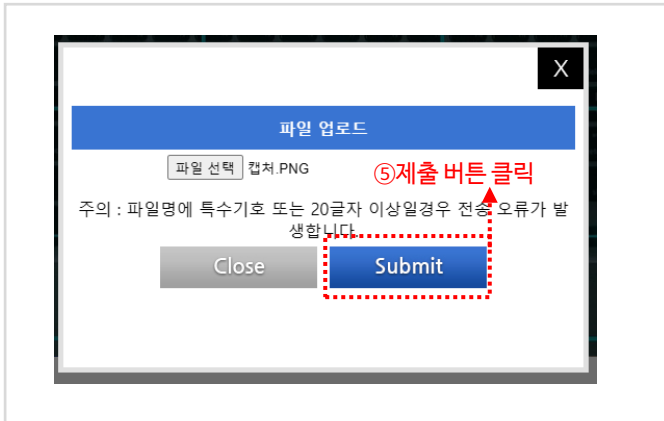 X
파일 업로드
파일 선택 캡처.PNG
⑤제출 버튼 클릭
주의 : 파일명에 특수기호 또는 20글자 이상일경우 전송 오류가 발
생합니다.
Close Submit